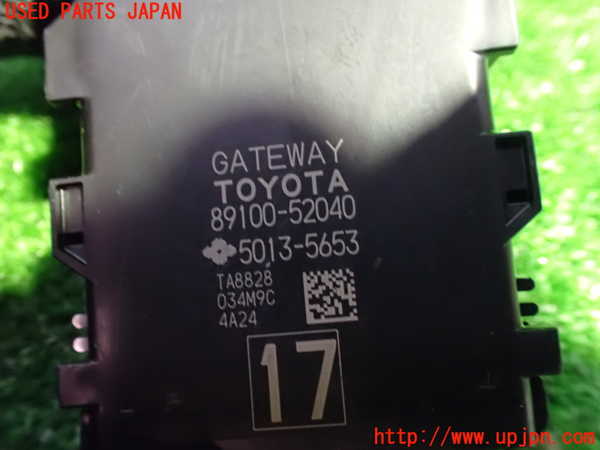 USED PARTS JAPAN
GATEWAY
TOYOTA
89100-52040
5013-5653
TA8828
034M9C
4A24
17
http://www.upjpn.com/